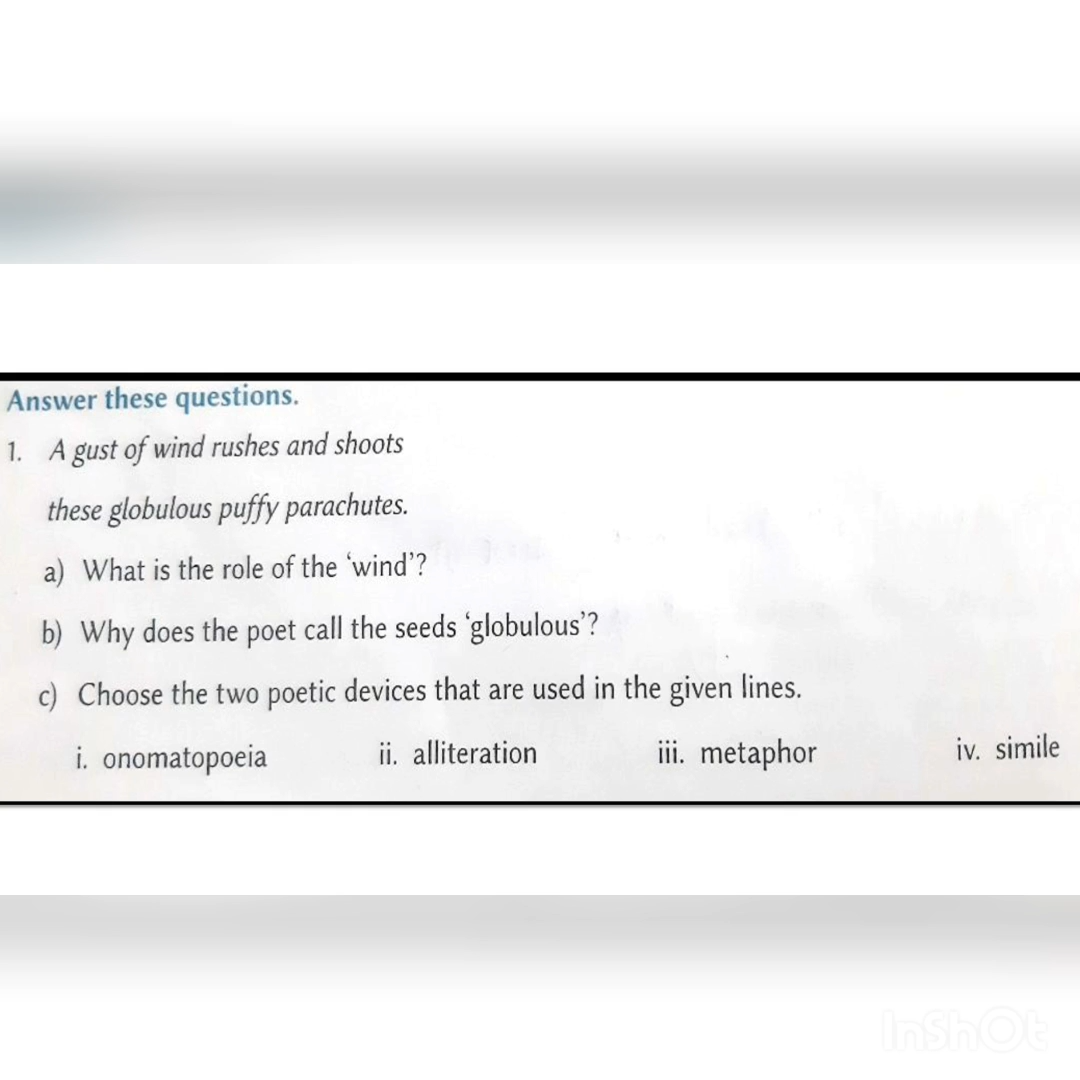 Answer these questions.
1. A gust of wind rushes and shoots
these globulous puffy parachutes.
a) What is the role of the ‘wind’?
b) Why does the poet call the seeds ‘globulous’?
c) Choose the two poetic devices that are used in the given lines.
i. onomatopoeia ii. alliteration iii. metaphor iv. simile
InShOt